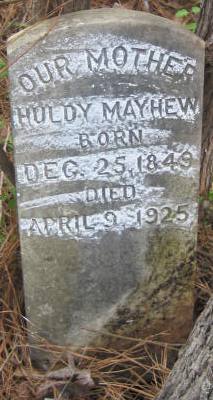 OUR MOTHER
HULDY MAYHEW
BORN
DEC. 25, 1849
DIED
APRIL 9 1925